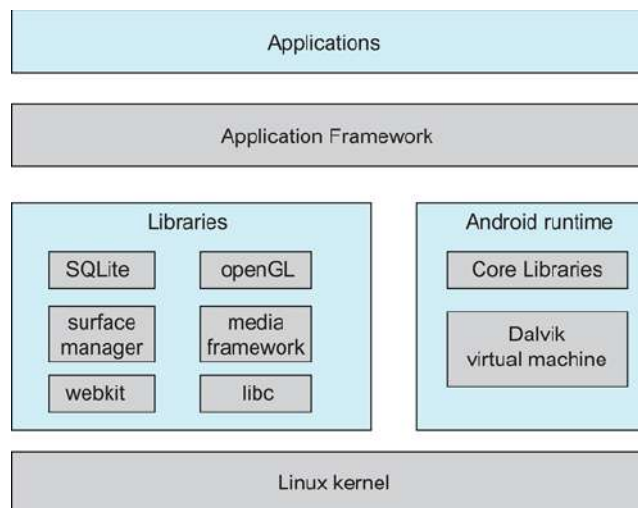 Applications
Application Framework
Libraries
SQLite
openGL
surface
manager
media
framework
webkit
libc
Android runtime
Core Libraries
Dalvik
virtual machine
Linux kernel